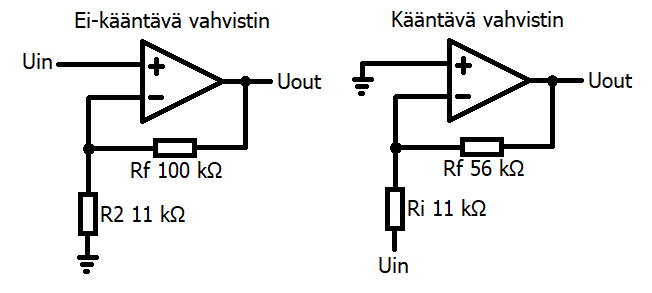 Ei-kääntävä vahvistin
Uin
+
-
Uout
Rf 100 kΩ
R2 11 kΩ
Kääntävä vahvistin
+
-
Uout
Rf 56 kΩ
Ri 11 kΩ
Uin